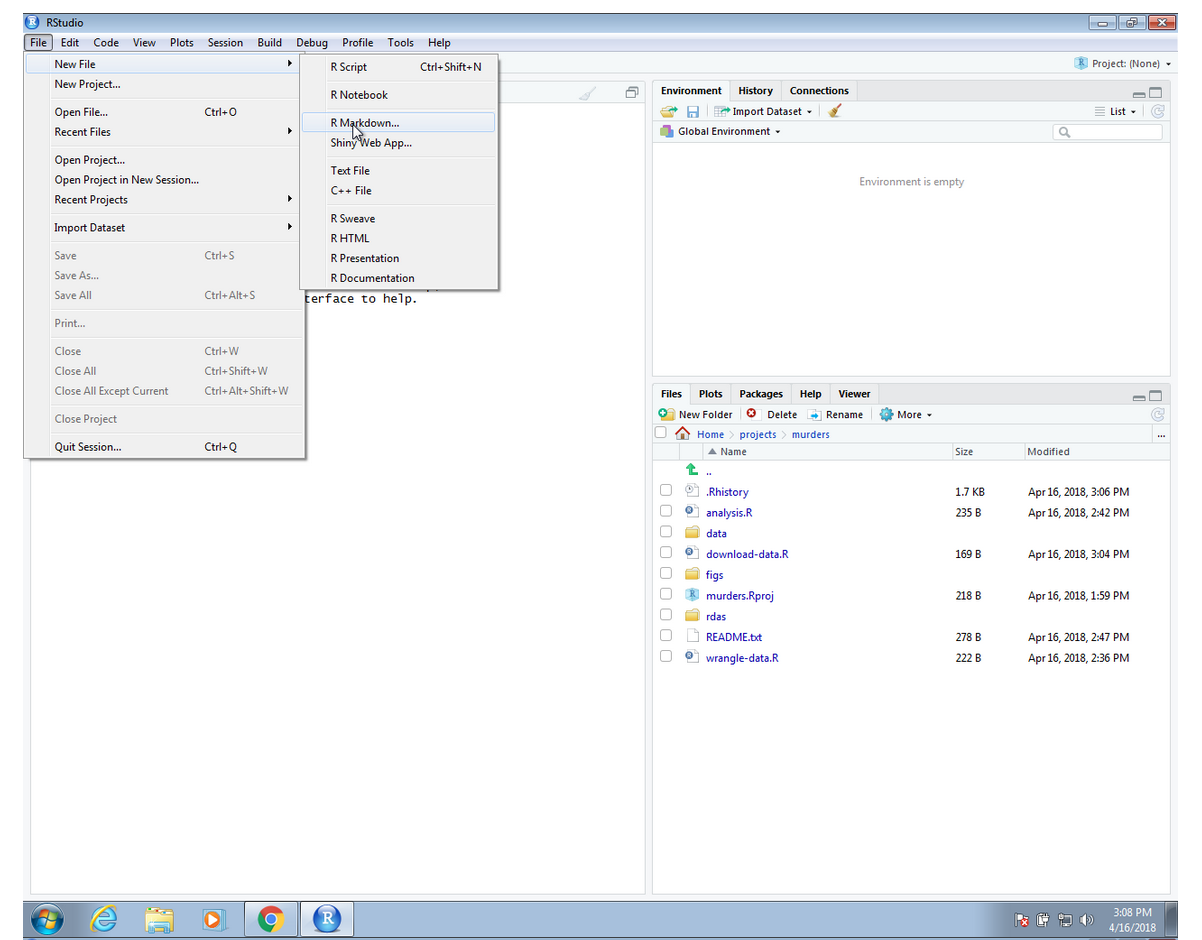 RStudio
File Edit Code View Plots Session Build Debug Profile Tools Help
Project: (None)
New File
New Project...
Open File... Ctrl+O
Recent Files
Open Project...
Open Project in New Session...
Recent Projects
Import Dataset
Save Ctrl+S
Save As...
Save All Ctrl+Alt+S
Print...
Close Ctrl+W
Close All Ctrl+Shift+W
Close All Except Current Ctrl+Alt+Shift+W
Close Project
Quit Session... Ctrl+Q
R Script Ctrl+Shift+N
R Notebook
R Markdown...
Shiny Web App...
Text File
C++ File
R Sweave
R HTML
R Presentation
R Documentation
terface to help.
Environment History Connections
Import Dataset List
Global Environment
Environment is empty
Files Plots Packages Help Viewer
New Folder Delete Rename More
Home projects murders ...
Name Size Modified
..
.Rhistory 1.7 KB Apr 16, 2018, 3:06 PM
analysis.R 235 B Apr 16, 2018, 2:42 PM
data
download-data.R 169 B Apr 16, 2018, 3:04 PM
figs
murders.Rproj 218 B Apr 16, 2018, 1:59 PM
rdas
README.txt 278 B Apr 16, 2018, 2:47 PM
wrangle-data.R 222 B Apr 16, 2018, 2:36 PM
3:08 PM
4/16/2018